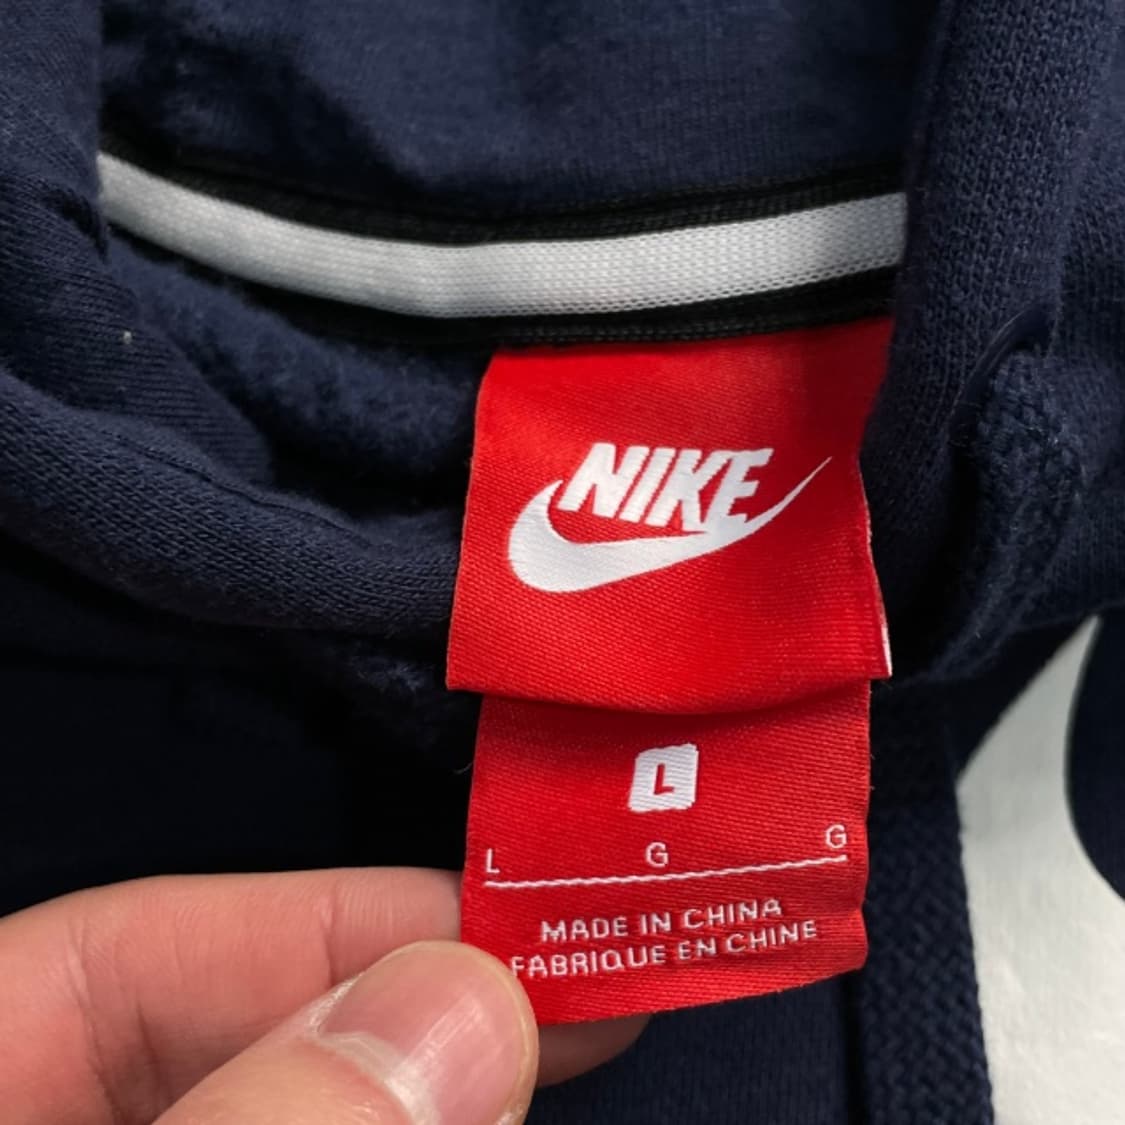 NIKE
L
L G G
MADE IN CHINA
FABRIQUE EN CHINE